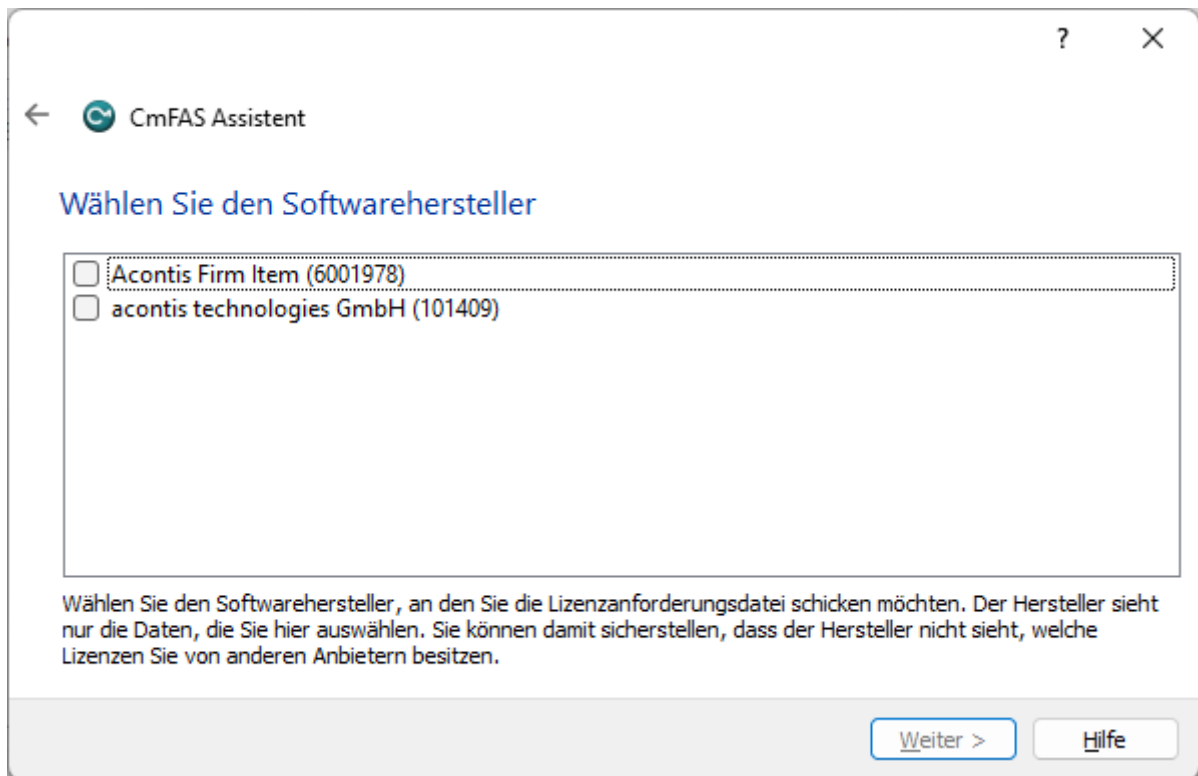 ?
CmFAS Assistent
Wählen Sie den Softwarehersteller
Acontis Firm Item (6001978)
acontis technologies GmbH (101409)
Wählen Sie den Softwarehersteller, an den Sie die Lizenzanforderungsdatei schicken möchten. Der Hersteller sieht
nur die Daten, die Sie hier auswählen. Sie können damit sicherstellen, dass der Hersteller nicht sieht, welche
Lizenzen Sie von anderen Anbietern besitzen.
Weiter > Hilfe